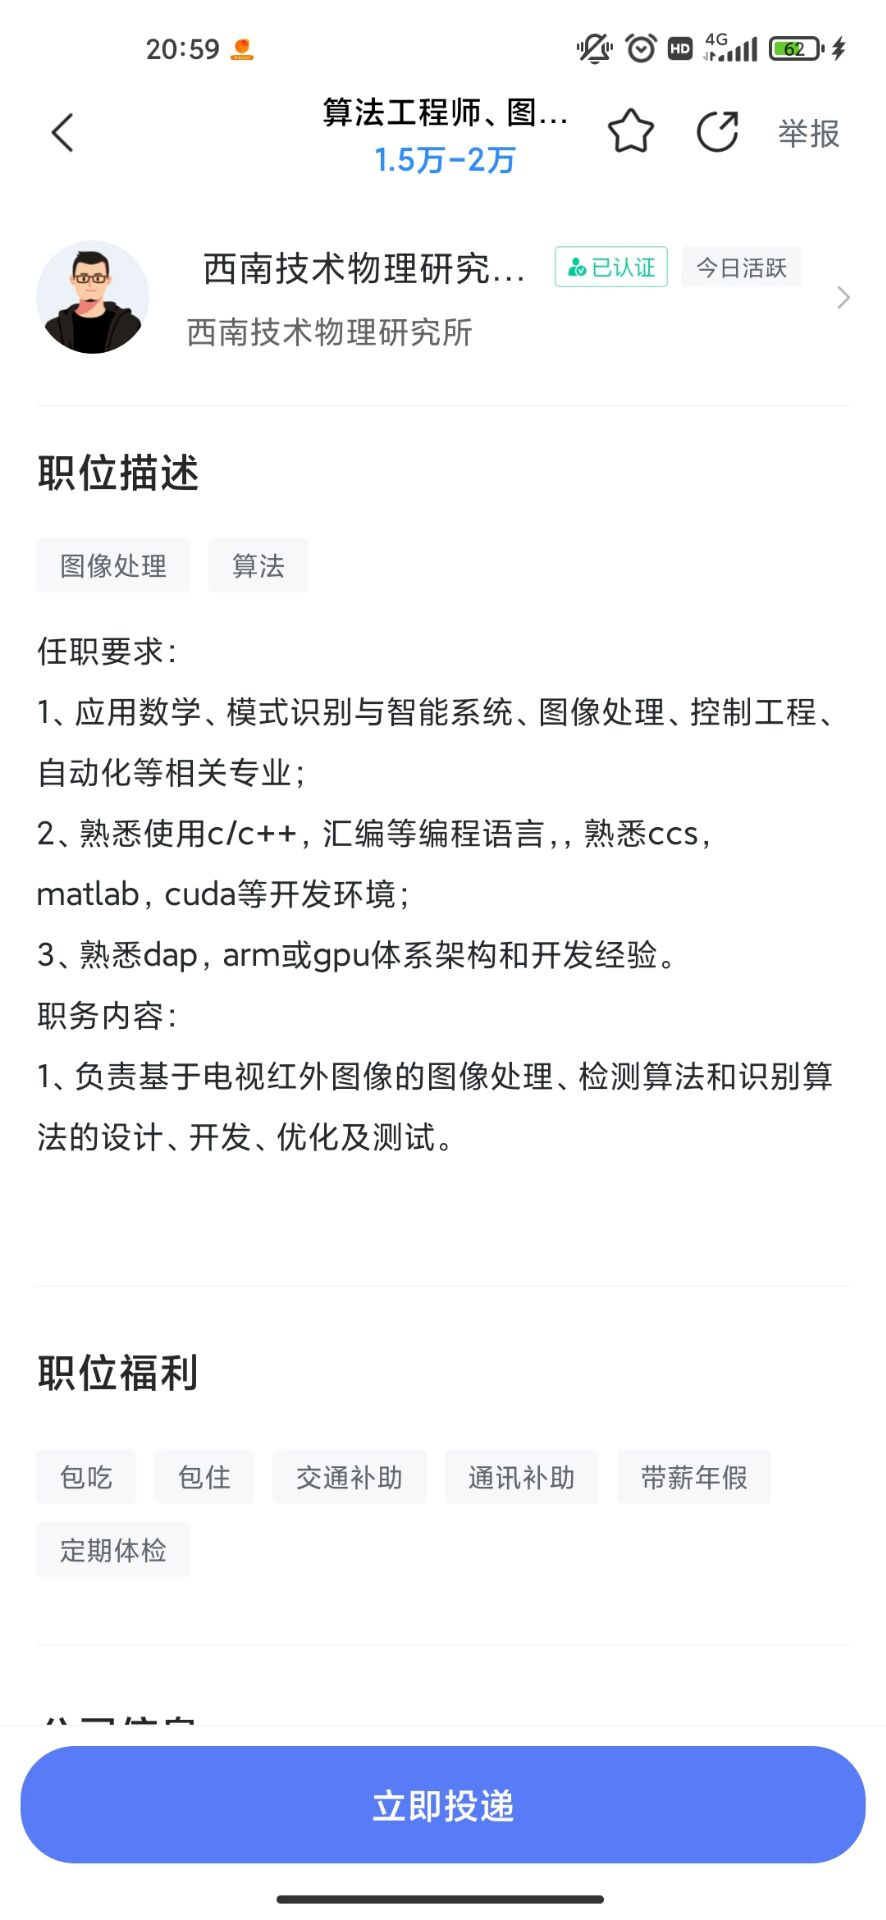 20:59
HD 4G 62
算法工程师、图...
1.5万-2万
举报
西南技术物理研究... 已认证 今日活跃
西南技术物理研究所
职位描述
图像处理 算法
任职要求：
1、应用数学、模式识别与智能系统、图像处理、控制工程、
自动化等相关专业；
2、熟悉使用c/c++，汇编等编程语言，，熟悉ccs，
matlab，cuda等开发环境；
3、熟悉dap，arm或gpu体系架构和开发经验。
职务内容：
1、负责基于电视红外图像的图像处理、检测算法和识别算
法的设计、开发、优化及测试。
职位福利
包吃 包住 交通补助 通讯补助 带薪年假
定期体检
公司信息
立即投递